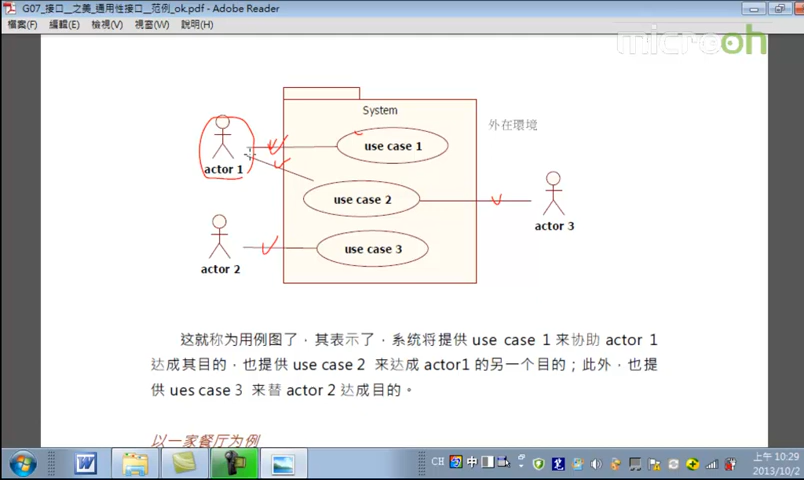 G07_接口__之美_通用性接口__范例_ok.pdf - Adobe Reader
檔案(F) 編輯(E) 檢視(V) 視窗(W) 說明(H)
microoh
System
外在環境
use case 1
actor 1
use case 2
actor 3
use case 3
actor 2
这就称为用例图了，其表示了，系统将提供 use case 1 来协助 actor 1
达成其目的，也提供 use case 2 来达成 actor1 的另一个目的；此外，也提
供 ues case 3 来替 actor 2 达成目的。
以一家餐厅为例
CH 中
上午 10:29
2013/10/2